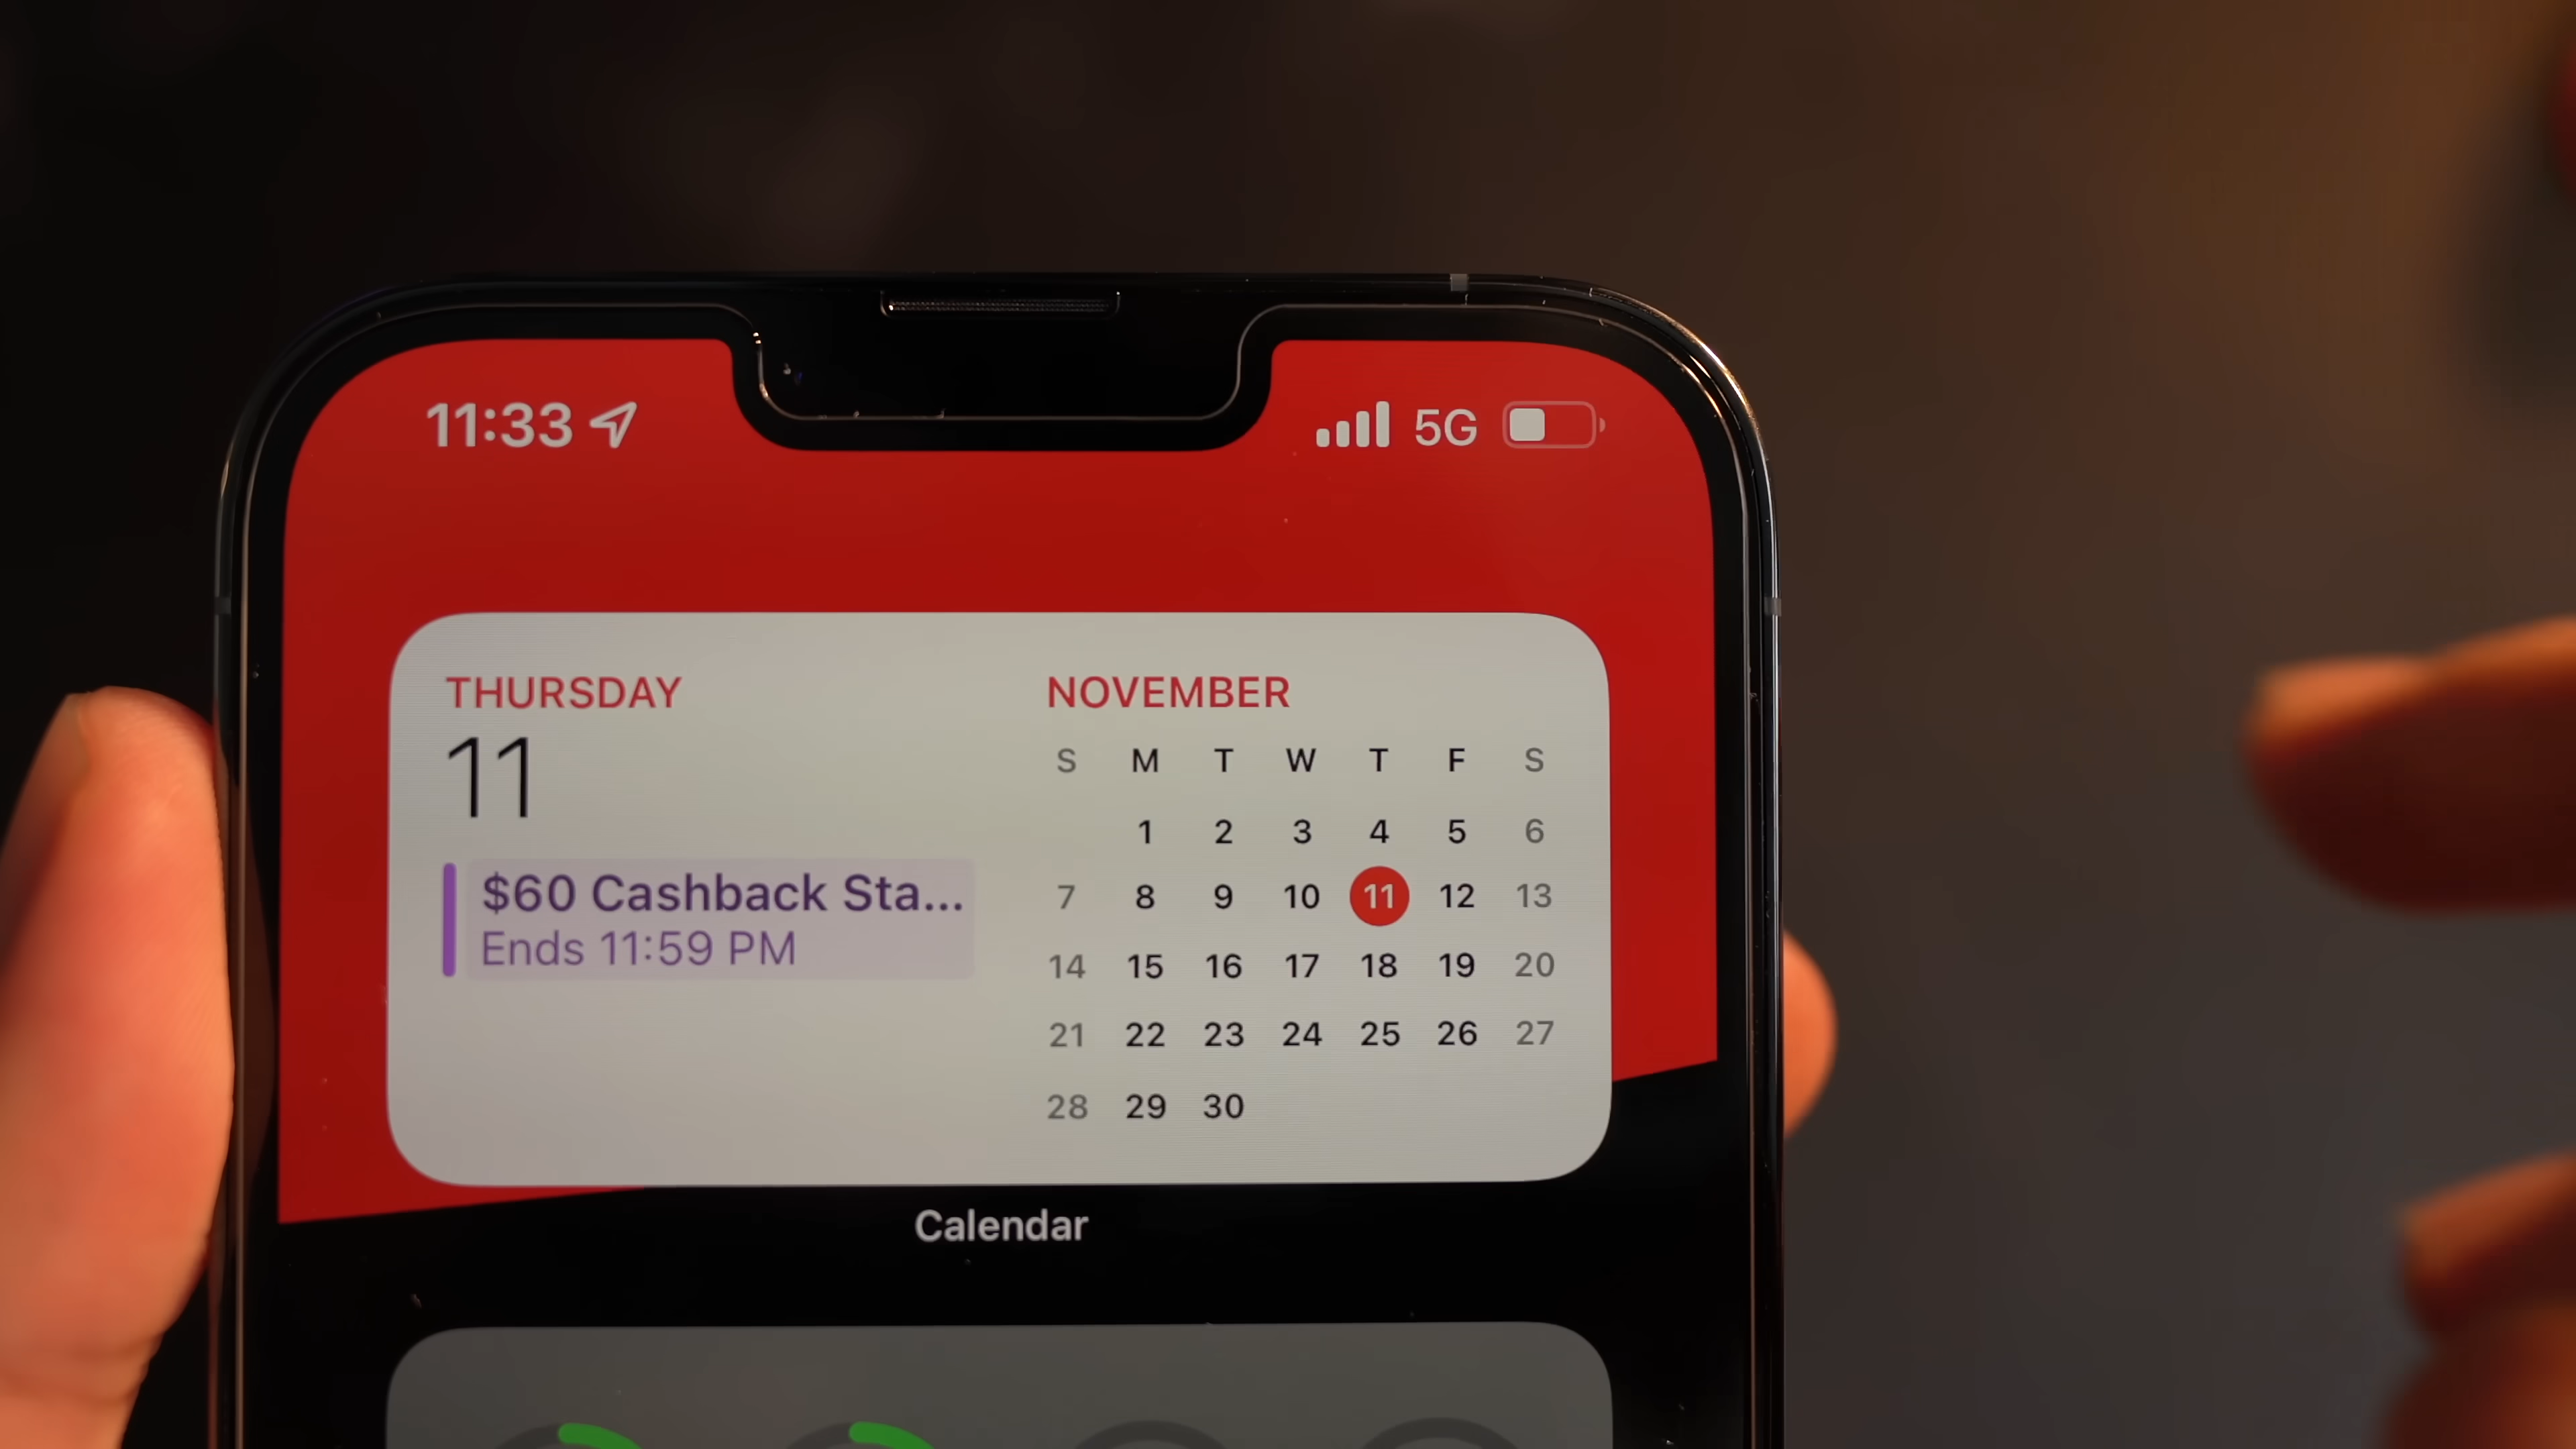 11:33 5G
THURSDAY
11
$60 Cashback Sta...
Ends 11:59 PM
NOVEMBER
S M T W T F S
1 2 3 4 5 6
7 8 9 10 11 12 13
14 15 16 17 18 19 20
21 22 23 24 25 26 27
28 29 30
Calendar